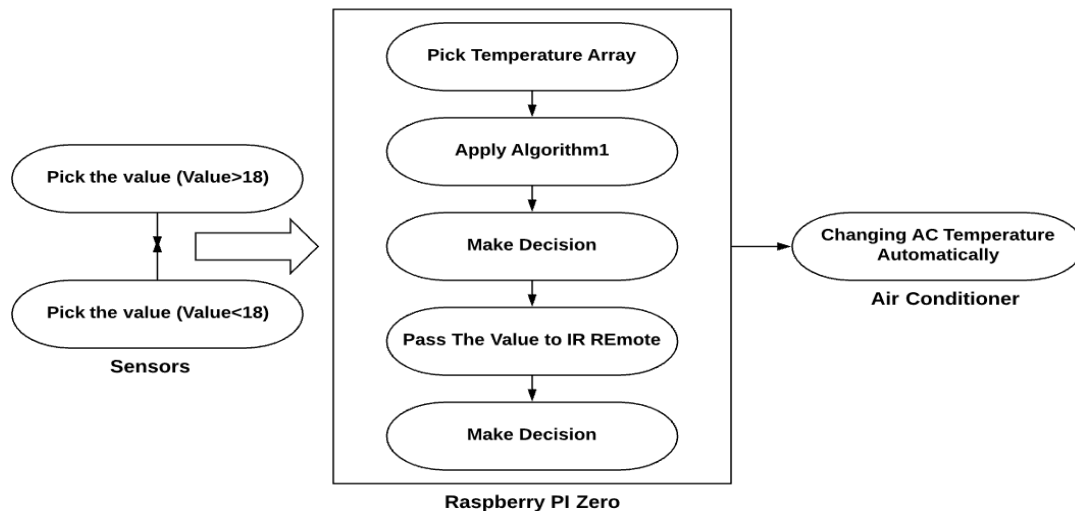 Pick the value (Value>18)
Pick the value (Value<18)
Sensors
Pick Temperature Array
Apply Algorithm1
Make Decision
Pass The Value to IR REmote
Make Decision
Raspberry PI Zero
Changing AC Temperature
Automatically
Air Conditioner